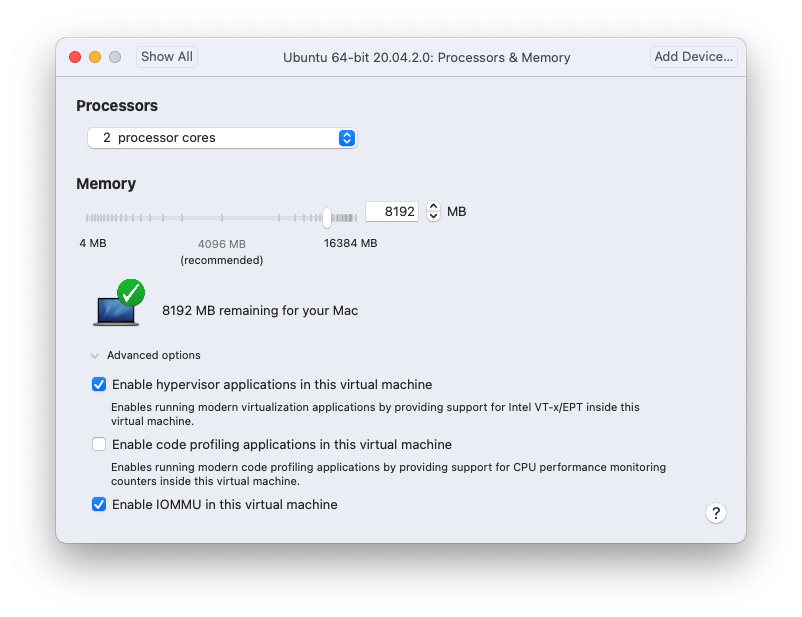 Show All
Ubuntu 64-bit 20.04.2.0: Processors & Memory
Add Device...
Processors
2 processor cores
Memory
8192
MB
4 MB
4096 MB
16384 MB
(recommended)
8192 MB remaining for your Mac
Advanced options
Enable hypervisor applications in this virtual machine
Enables running modern virtualization applications by providing support for Intel VT-x/EPT inside this
virtual machine.
Enable code profiling applications in this virtual machine
Enables running modern code profiling applications by providing support for CPU performance monitoring
counters inside this virtual machine.
Enable IOMMU in this virtual machine
?